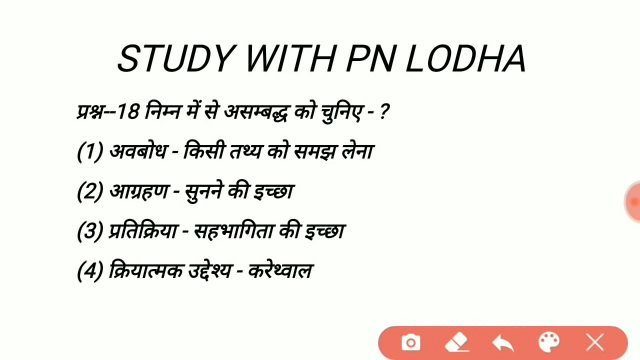 STUDY WITH PN LODHA
प्रश्न--18 निम्न में से असम्बद्ध को चुनिए - ?
(1) अवबोध - किसी तथ्य को समझ लेना
(2) आग्रहण - सुनने की इच्छा
(3) प्रतिक्रिया - सहभागिता की इच्छा
(4) क्रियात्मक उद्देश्य - करेथ्वाल